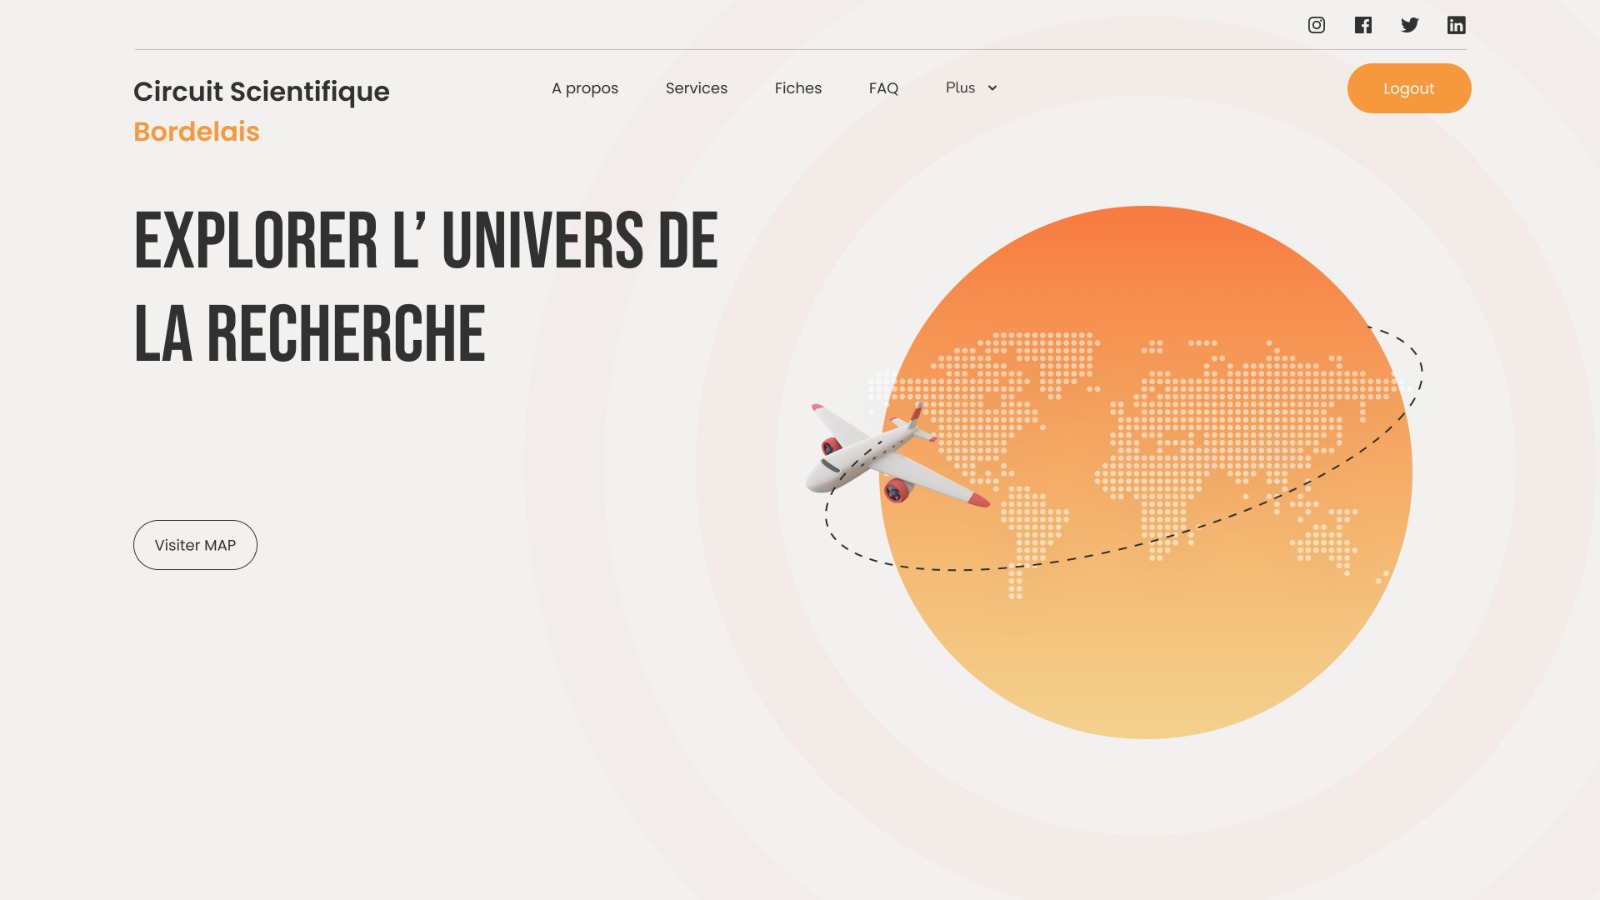 Circuit Scientifique
Bordelais
A propos
Services
Fiches
FAQ
Plus
Logout
EXPLORER L’ UNIVERS DE
LA RECHERCHE
Visiter MAP